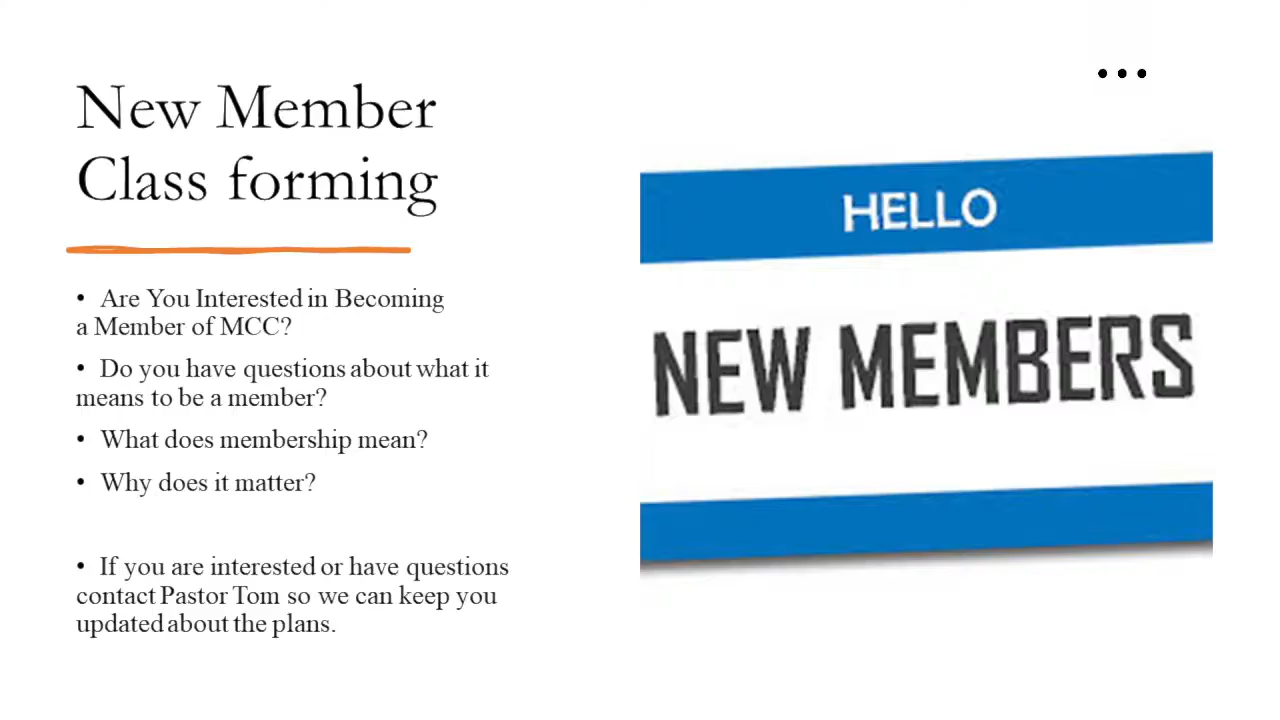 New Member
Class forming
• Are You Interested in Becoming
a Member of MCC?
• Do you have questions about what it
means to be a member?
• What does membership mean?
• Why does it matter?
• If you are interested or have questions
contact Pastor Tom so we can keep you
updated about the plans.
HELLO
NEW MEMBERS